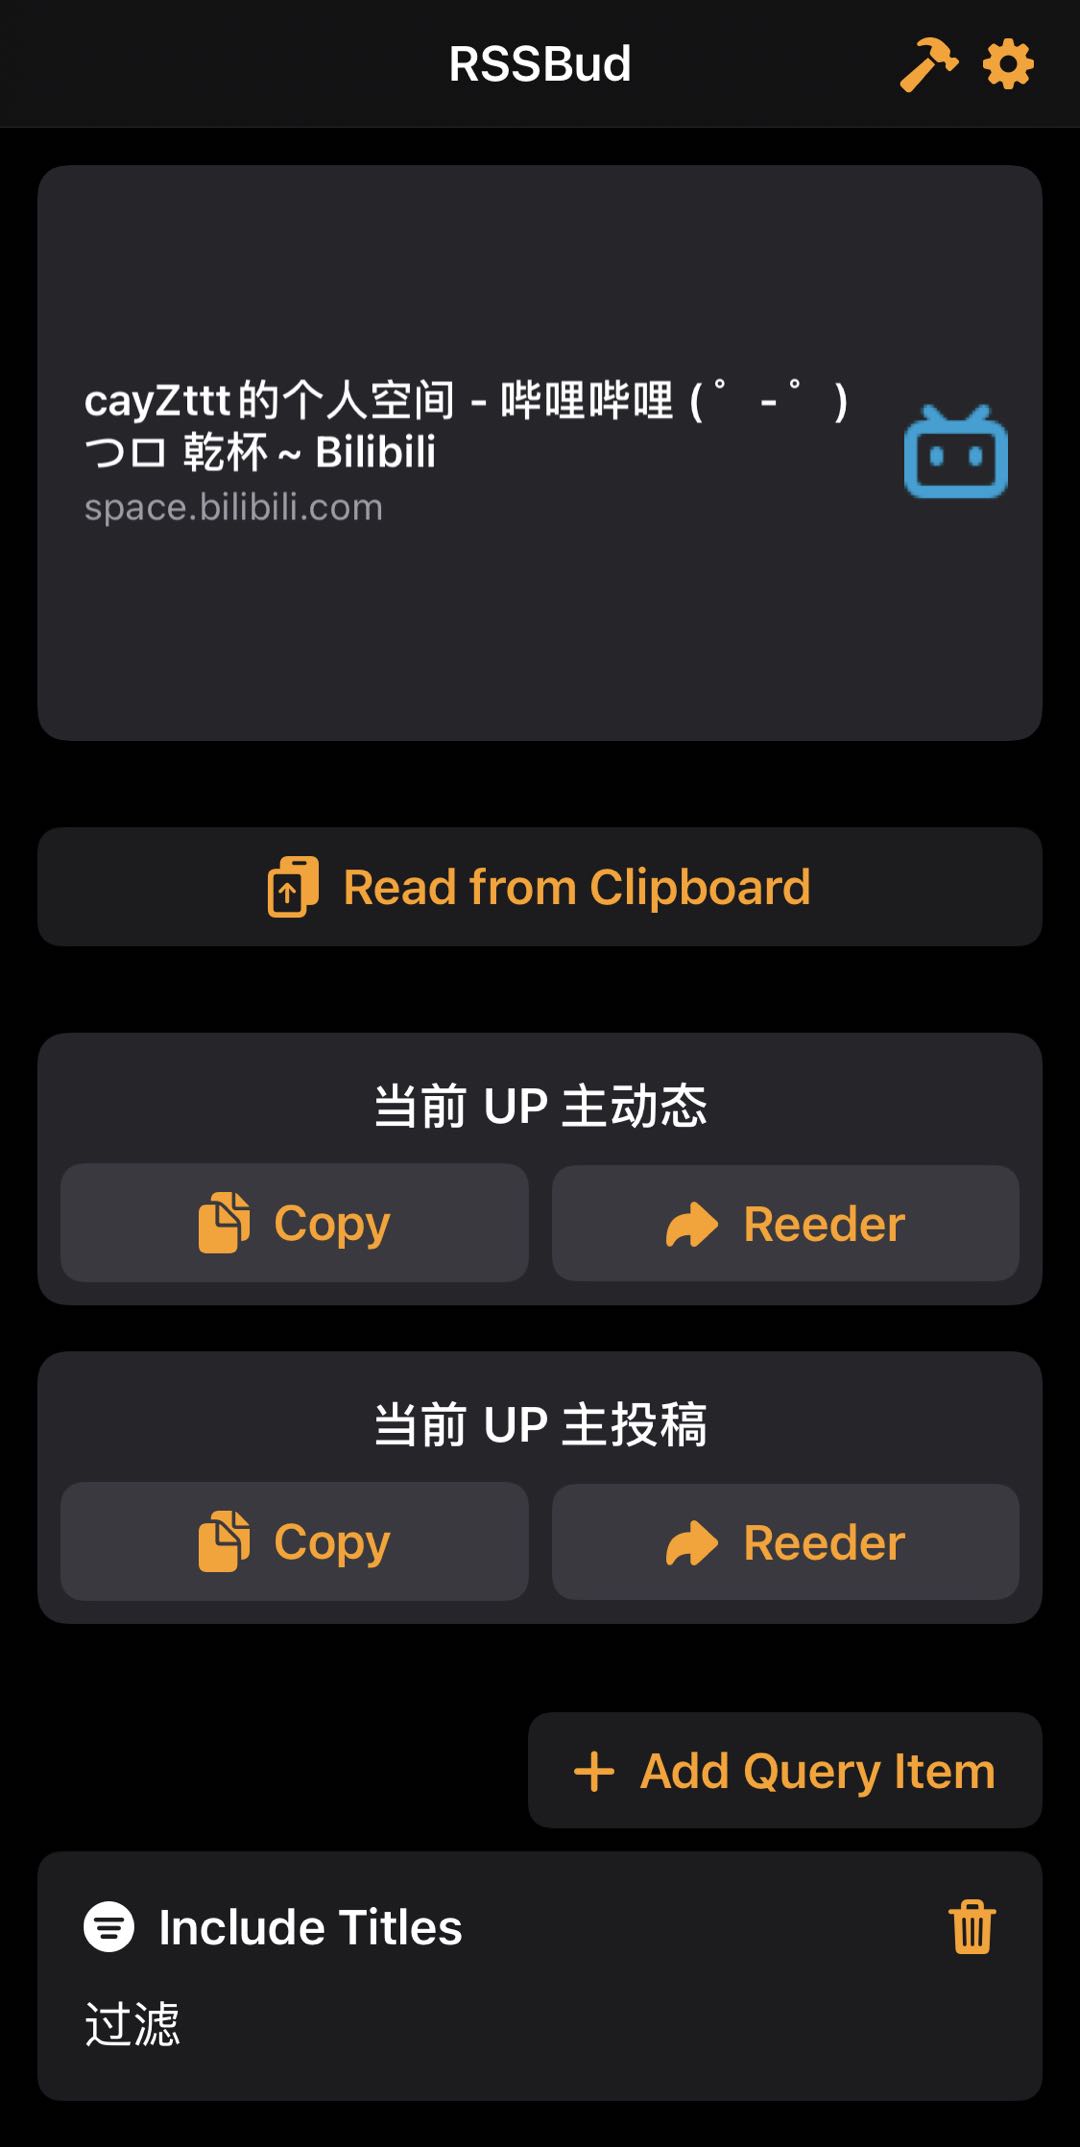 RSSBud
cayZttt的个人空间 - 哔哩哔哩 ( ゜- ゜)
つロ 乾杯 ~ Bilibili
space.bilibili.com
Read from Clipboard
当前 UP 主动态
Copy
Reeder
当前 UP 主投稿
Copy
Reeder
Add Query Item
Include Titles
过滤